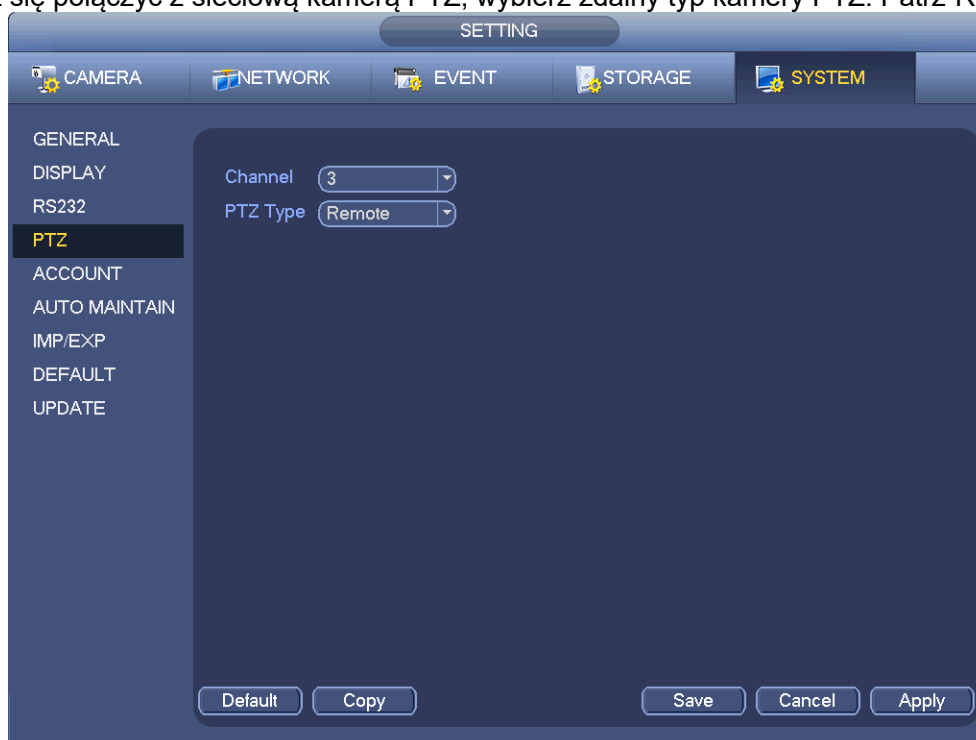 się połączyć z sieciową kamerą PTZ, wybierz zdalny typ kamery PTZ. Patrz
SETTING
CAMERA NETWORK EVENT STORAGE SYSTEM
GENERAL
DISPLAY
RS232
PTZ
ACCOUNT
AUTO MAINTAIN
IMP/EXP
DEFAULT
UPDATE
Channel 3
PTZ Type Remote
Default Copy Save Cancel Apply